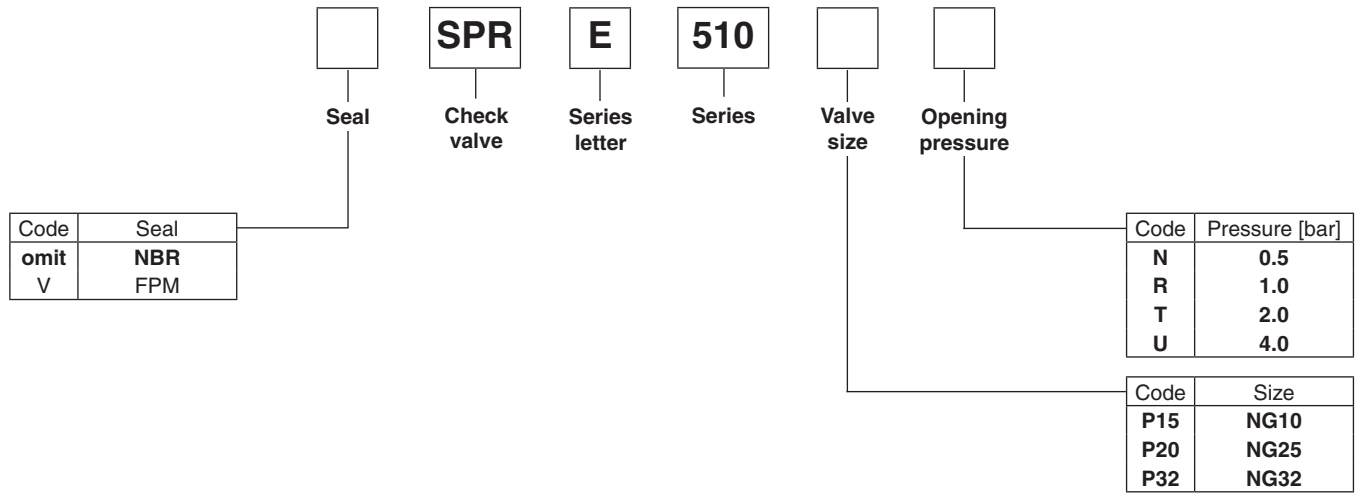 SPR E 510
Seal Check valve Series letter Series Valve size Opening pressure
Code Seal
omit NBR
V FPM
Code Pressure [bar]
N 0.5
R 1.0
T 2.0
U 4.0
Code Size
P15 NG10
P20 NG25
P32 NG32